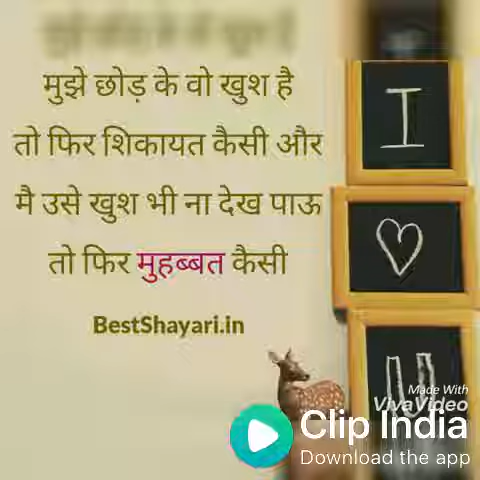 मुझे छोड़ के वो खुश है
तो फिर शिकायत कैसी और
मै उसे खुश भी ना देख पाऊ
तो फिर मुहब्बत कैसी
BestShayari.in
I
U
Made With
VivaVideo
Clip India
Download the app